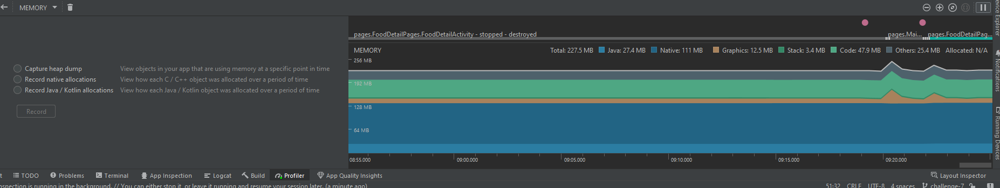 MEMORY
evice Explorer
pages.FoodDetailPages.FoodDetailActivity - stopped - destroyed
pages.Mai...
pages.FoodDetailPag...
MEMORY
Total: 227.5 MB Java: 27.4 MB Native: 111 MB Graphics: 12.5 MB Stack: 3.4 MB Code: 47.9 MB Others: 25.4 MB Allocated: N/A
256 MB
192 MB
128 MB
64 MB
Capture heap dump View objects in your app that are using memory at a specific point in time
Record native allocations View how each C / C++ object was allocated over a period of time
Record Java / Kotlin allocations View how each Java / Kotlin object was allocated over a period of time
Record
Notifications
Running Devices
08:55.000 09:00.000 09:05.000 09:10.000 09:15.000 09:20.000
t TODO Problems Terminal App Inspection Logcat Build Profiler App Quality Insights Layout Inspector
nspection is running in the background. // You can either stop it, or leave it running and resume your session later. (a minute ago) 51:32 CRLF UTF-8 4 spaces challenge-7